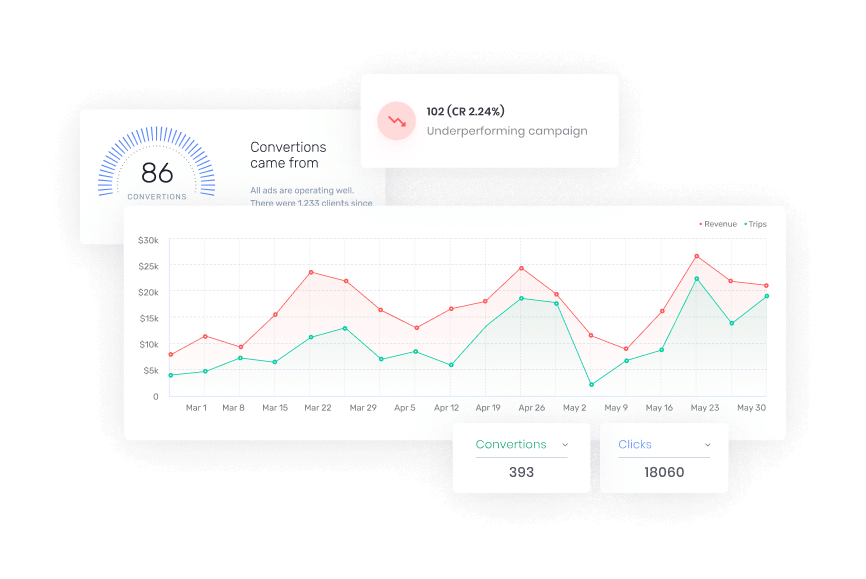 102 (CR 2,24%)
Underperforming campaign
86
CONVERTIONS
Convertions
came from
All ads are operating well.
There were 1,233 clients since
Revenue Trips
$30k
$25k
$20k
$15k
$10k
$5k
0
Mar 1 Mar 8 Mar 15 Mar 22 Mar 29 Apr 5 Apr 12 Apr 19 Apr 26 May 2 May 9 May 16 May 23 May 30
Convertions
393
Clicks
18060